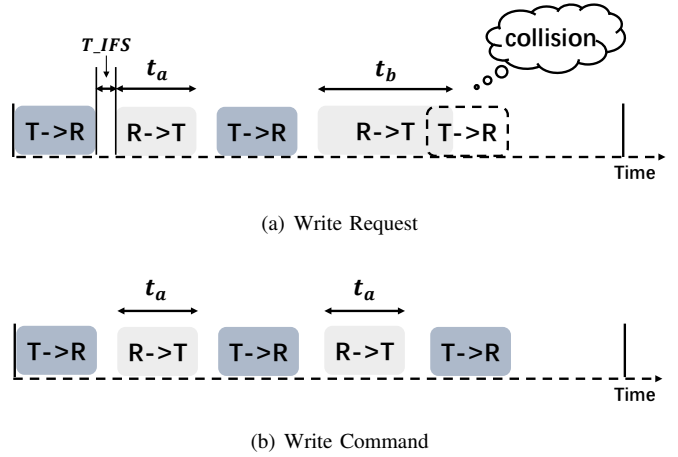 T_IFS
t_a
t_b
collision
T->R
R->T
T->R
R->T
T->R
Time
(a) Write Request
t_a
t_a
T->R
R->T
T->R
R->T
T->R
Time
(b) Write Command